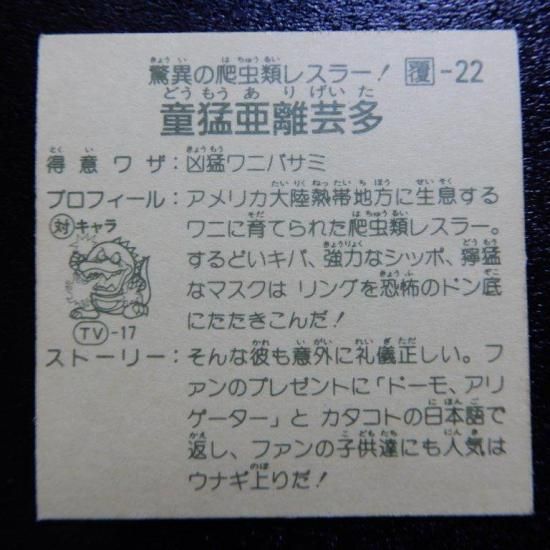 驚異の爬虫類レスラー! 覆-22
童猛亜離芸多
得意ワザ:凶猛ワニバサミ
プロフィール:アメリカ大陸熱帯地方に生息する
対キャラ ワニに育てられた爬虫類レスラー。
するどいキバ、強力なシッポ、獰猛
なマスクは リングを恐怖のドン底
TV-17 にたたきこんだ!
ストーリー:そんな彼も意外に礼儀正しい。ファ
ンのプレゼントに「ドーモ、アリ
ゲーター」と カタコトの日本語で
返し、ファンの子供達にも人気は
ウナギ上りだ!